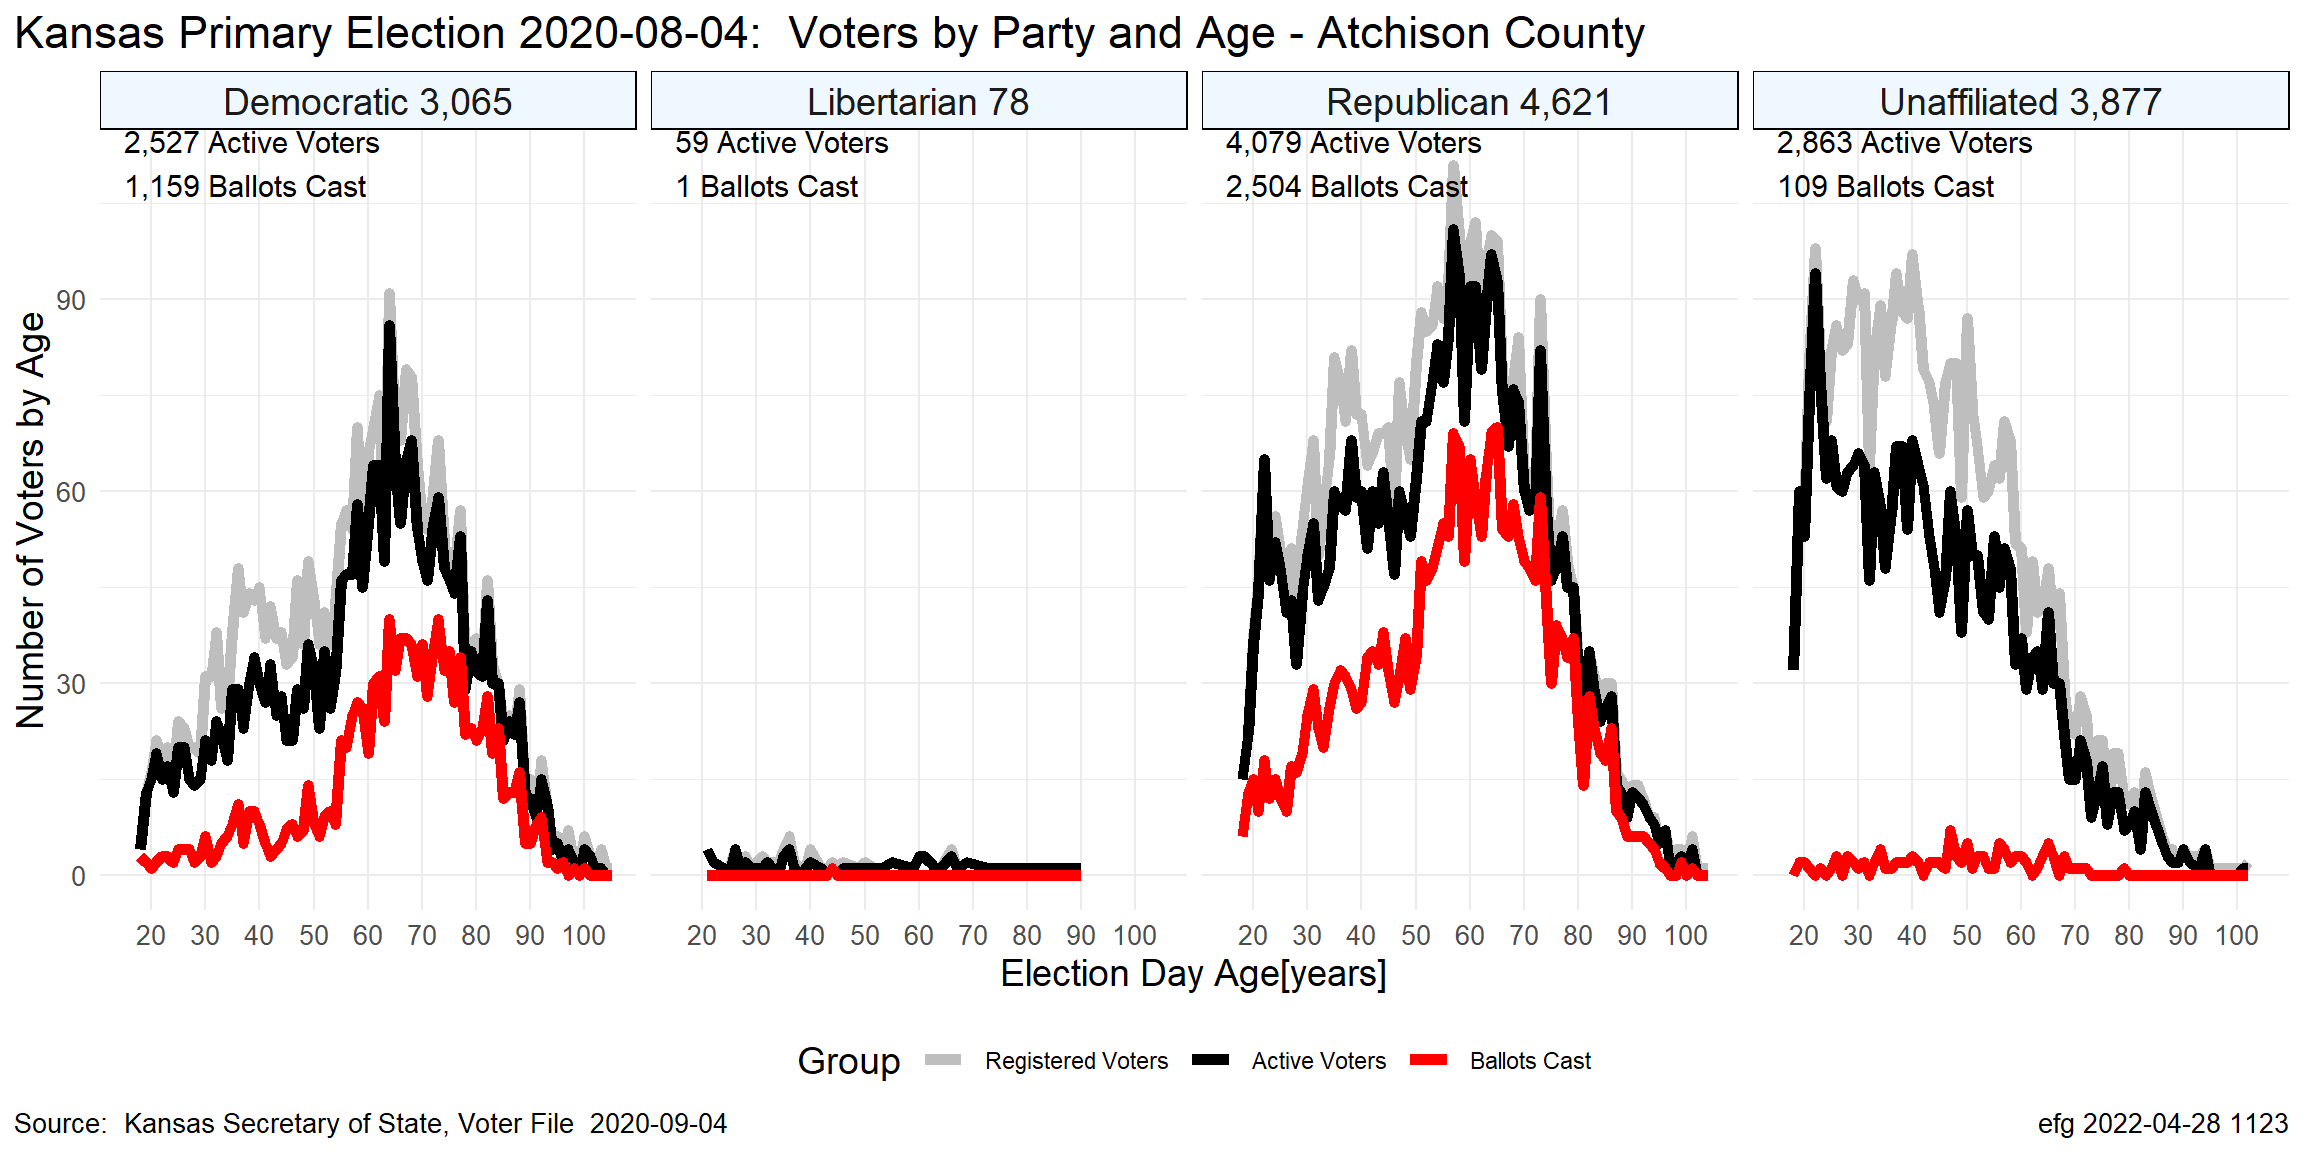 Kansas Primary Election 2020-08-04:  Voters by Party and Age - Atchison County
Democratic 3,065
Libertarian 78
Republican 4,621
Unaffiliated 3,877
2,527 Active Voters
1,159 Ballots Cast
59 Active Voters
1 Ballots Cast
4,079 Active Voters
2,504 Ballots Cast
2,863 Active Voters
109 Ballots Cast
Number of Voters by Age
90
60
30
0
20 30 40 50 60 70 80 90 100
20 30 40 50 60 70 80 90 100
20 30 40 50 60 70 80 90 100
20 30 40 50 60 70 80 90 100
Election Day Age[years]
Group Registered Voters Active Voters Ballots Cast
Source:  Kansas Secretary of State, Voter File  2020-09-04
efg 2022-04-28 1123